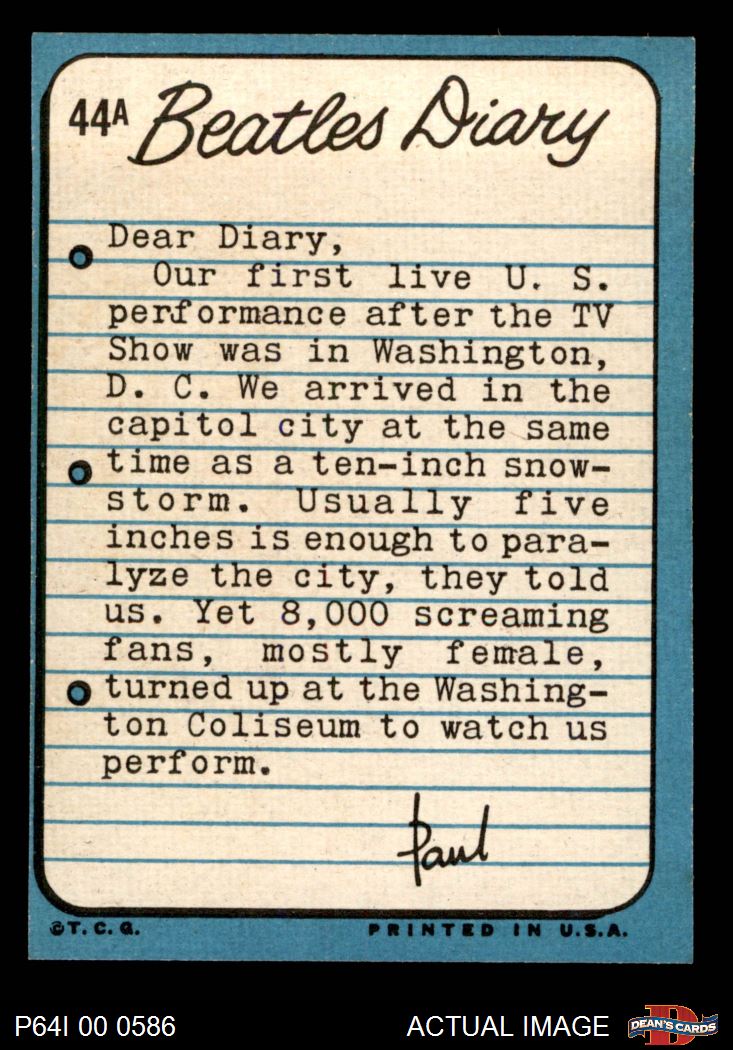 44A Beatles Diary
Dear Diary,
Our first live U. S.
performance after the TV
Show was in Washington,
D. C. We arrived in the
capitol city at the same
time as a ten-inch snow-
storm. Usually five
inches is enough to para-
lyze the city, they told
us. Yet 8,000 screaming
fans, mostly female,
turned up at the Washing-
ton Coliseum to watch us
perform.
Paul
©T. C. G. PRINTED IN U.S.A.
P64I 00 0586 ACTUAL IMAGE D DEAN'S CARDS